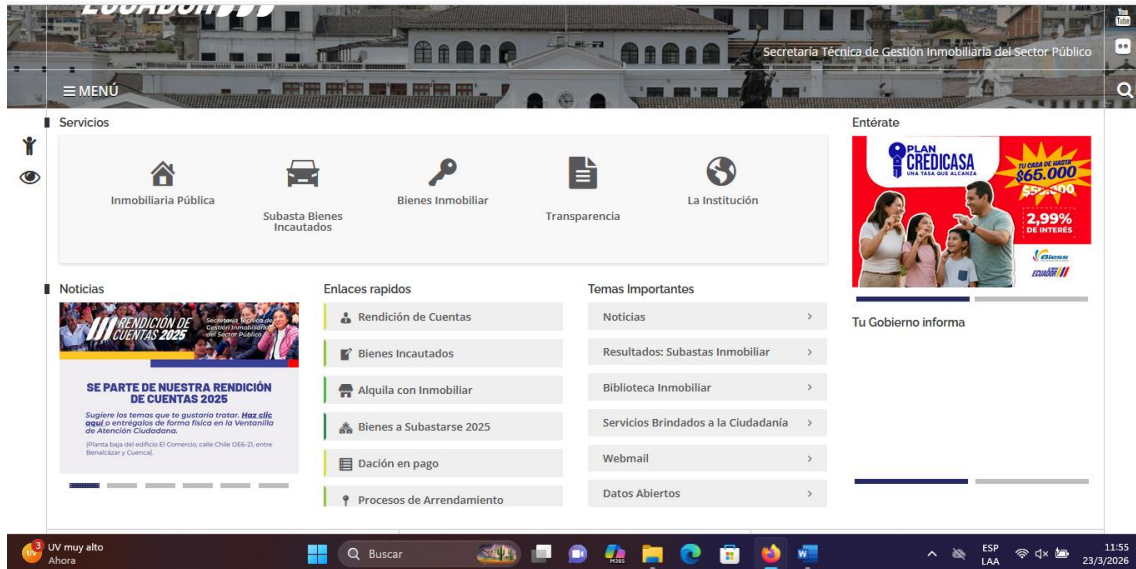 ECUADOR
You
Tube
Secretaría Técnica de Gestión Inmobiliaria del Sector Público
MENÚ
Servicios
Inmobiliaria Pública
Subasta Bienes
Incautados
Bienes Inmobiliar
Transparencia
La Institución
Entérate
PLAN
CREDICASA
UNA TASA QUE ALCANZA
TU CASA DE HASTA
$65.000
2,99%
DE INTERÉS
Biess
ECUADOR
Noticias
RENDICIÓN DE
CUENTAS 2025
Secretaría Técnica de
Gestión Inmobiliaria
del Sector Público
SE PARTE DE NUESTRA RENDICIÓN
DE CUENTAS 2025
Sugiere los temas que te gustaría tratar. Haz clic
aquí o entrégalos de forma física en la Ventanilla
de Atención Ciudadana.
(Planta baja del edificio El Comercio, calle Chile OE6-21, entre
Benalcázar y Cuenca).
Enlaces rapidos
Rendición de Cuentas
Bienes Incautados
Alquila con Inmobiliar
Bienes a Subastarse 2025
Dación en pago
Procesos de Arrendamiento
Temas Importantes
Noticias
Resultados: Subastas Inmobiliar
Biblioteca Inmobiliar
Servicios Brindados a la Ciudadanía
Webmail
Datos Abiertos
Tu Gobierno informa
3
UV muy alto
Ahora
Buscar
M365
ESP
LAA
11:55
23/3/2026